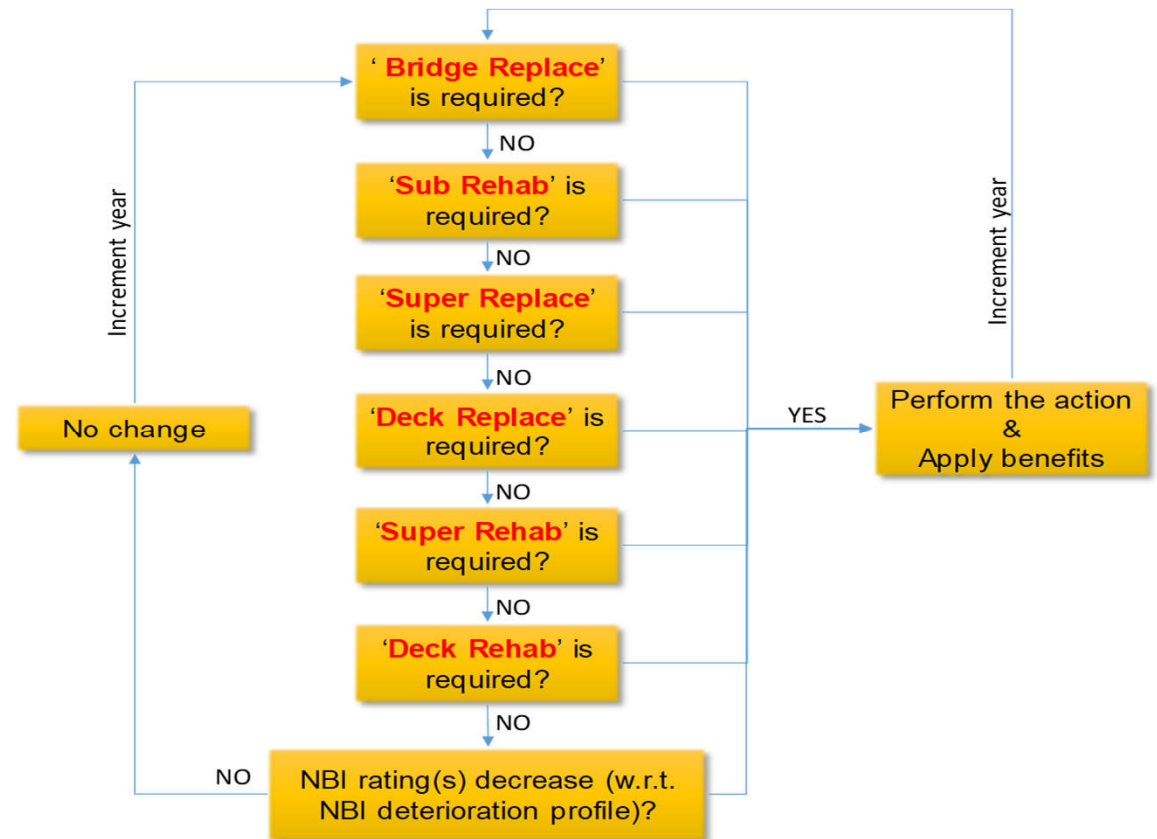 ‘ Bridge Replace’
is required?
NO
‘Sub Rehab’ is
required?
NO
‘Super Replace’
is required?
NO
‘Deck Replace’ is
required?
NO
‘Super Rehab’ is
required?
NO
‘Deck Rehab’ is
required?
NO
NBI rating(s) decrease (w.r.t.
NBI deterioration profile)?
NO
No change
Increment year
YES
Perform the action
&
Apply benefits
Increment year